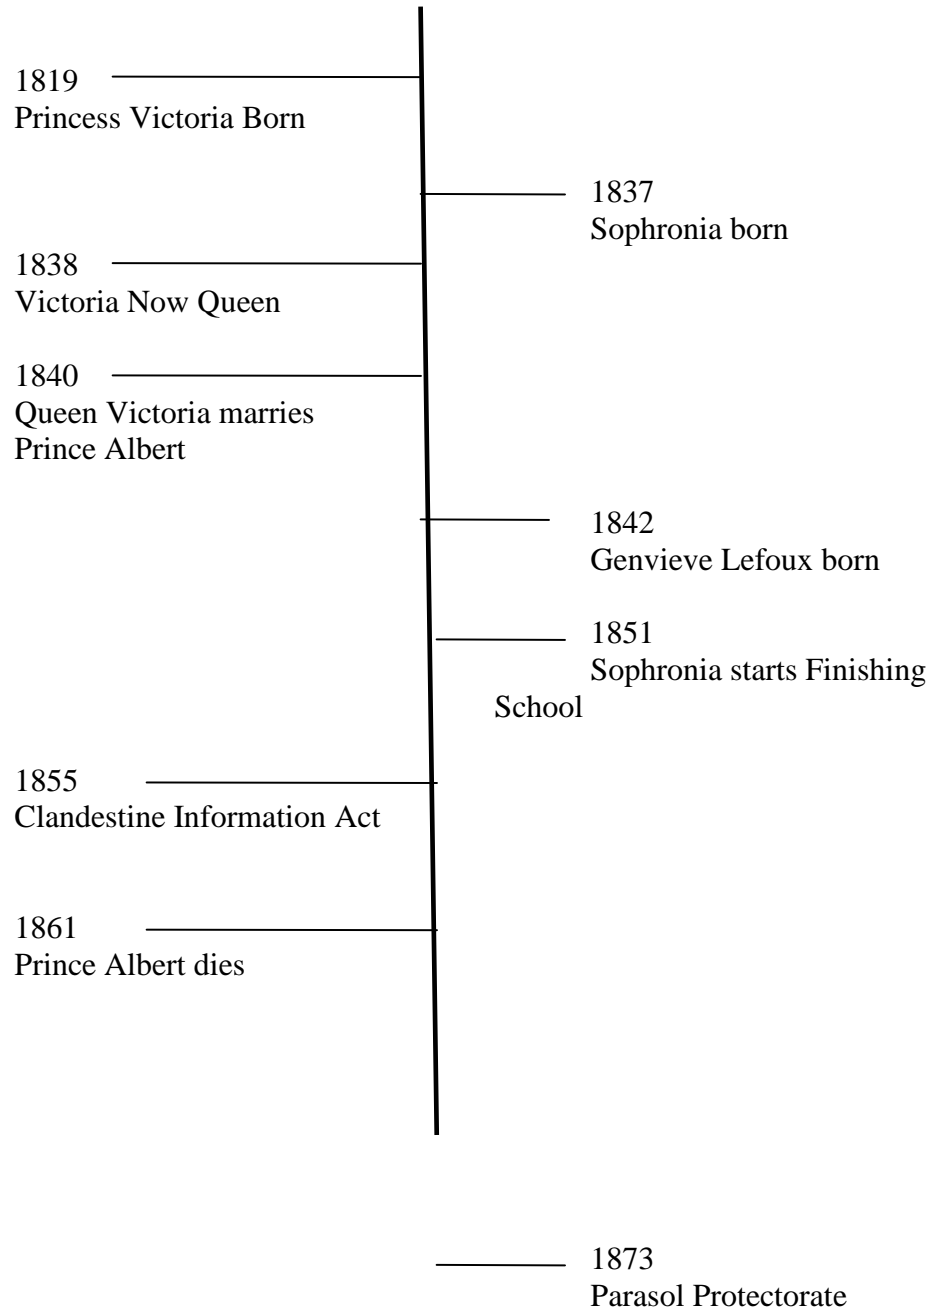 1819
Princess Victoria Born
1837
Sophronia born
1838
Victoria Now Queen
1840
Queen Victoria marries
Prince Albert
1842
Genvieve Lefoux born
1851
Sophronia starts Finishing
School
1855
Clandestine Information Act
1861
Prince Albert dies
1873
Parasol Protectorate